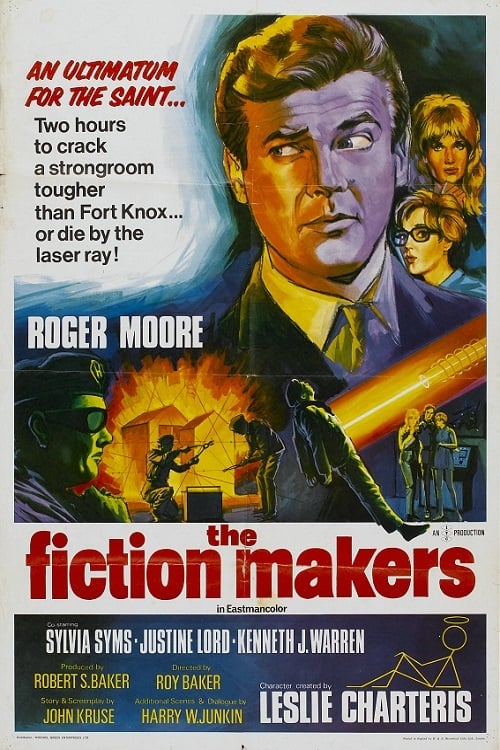 AN ULTIMATUM
FOR THE SAINT...
Two hours
to crack
a strongroom
tougher
than Fort Knox...
or die by the
laser ray!
ROGER MOORE
AN
PRODUCTION
the
fiction makers
in Eastmancolor
Co-starring
SYLVIA SYMS · JUSTINE LORD · KENNETH J. WARREN
Produced by
ROBERT S. BAKER
Directed by
ROY BAKER
Story & Screenplay by
JOHN KRUSE
Additional Scenes & Dialogue by
HARRY W. JUNKIN
Character created by
LESLIE CHARTERIS